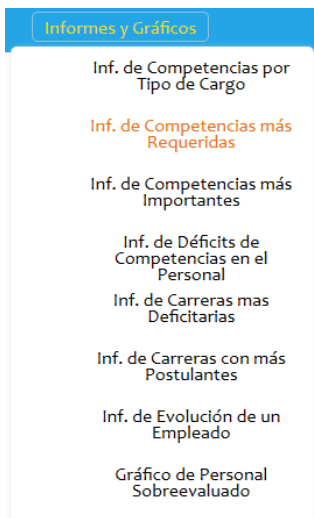 Informes y Gráficos
Inf. de Competencias por
Tipo de Cargo
Inf. de Competencias más
Requeridas
Inf. de Competencias más
Importantes
Inf. de Déficits de
Competencias en el
Personal
Inf. de Carreras mas
Deficitarias
Inf. de Carreras con más
Postulantes
Inf. de Evolución de un
Empleado
Gráfico de Personal
Sobreevaluado